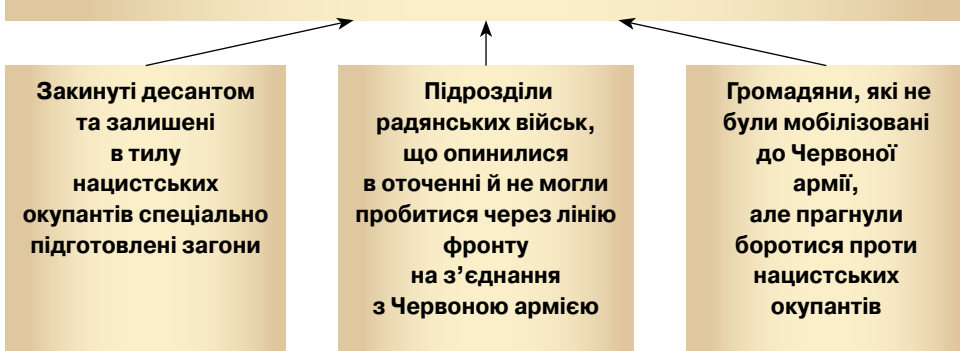 Закинуті десантом
та залишені
в тилу
нацистських
окупантів спеціально
підготовлені загони
Підрозділи
радянських військ,
що опинилися
в оточенні й не могли
пробитися через лінію
фронту
на з’єднання
з Червоною армією
Громадяни, які не
були мобілізовані
до Червоної
армії,
але прагнули
боротися проти
нацистських
окупантів